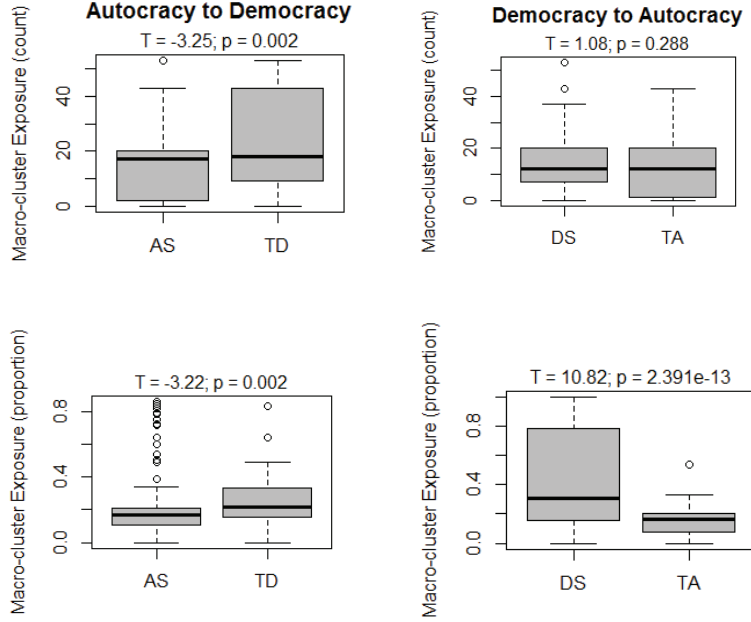 Autocracy to Democracy
T = -3.25; p = 0.002
Macro-cluster Exposure (count)
0 20 40
AS TD
Democracy to Autocracy
T = 1.08; p = 0.288
Macro-cluster Exposure (count)
0 20 40
DS TA
T = -3.22; p = 0.002
Macro-cluster Exposure (proportion)
0.0 0.4 0.8
AS TD
T = 10.82; p = 2.391e-13
Macro-cluster Exposure (proportion)
0.0 0.4 0.8
DS TA